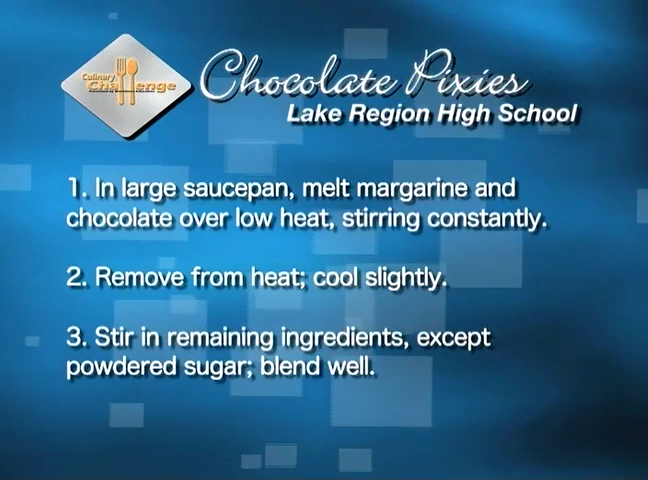 Culinary
Challenge
Chocolate Pixies
Lake Region High School
1. In large saucepan, melt margarine and
chocolate over low heat, stirring constantly.
2. Remove from heat; cool slightly.
3. Stir in remaining ingredients, except
powdered sugar; blend well.